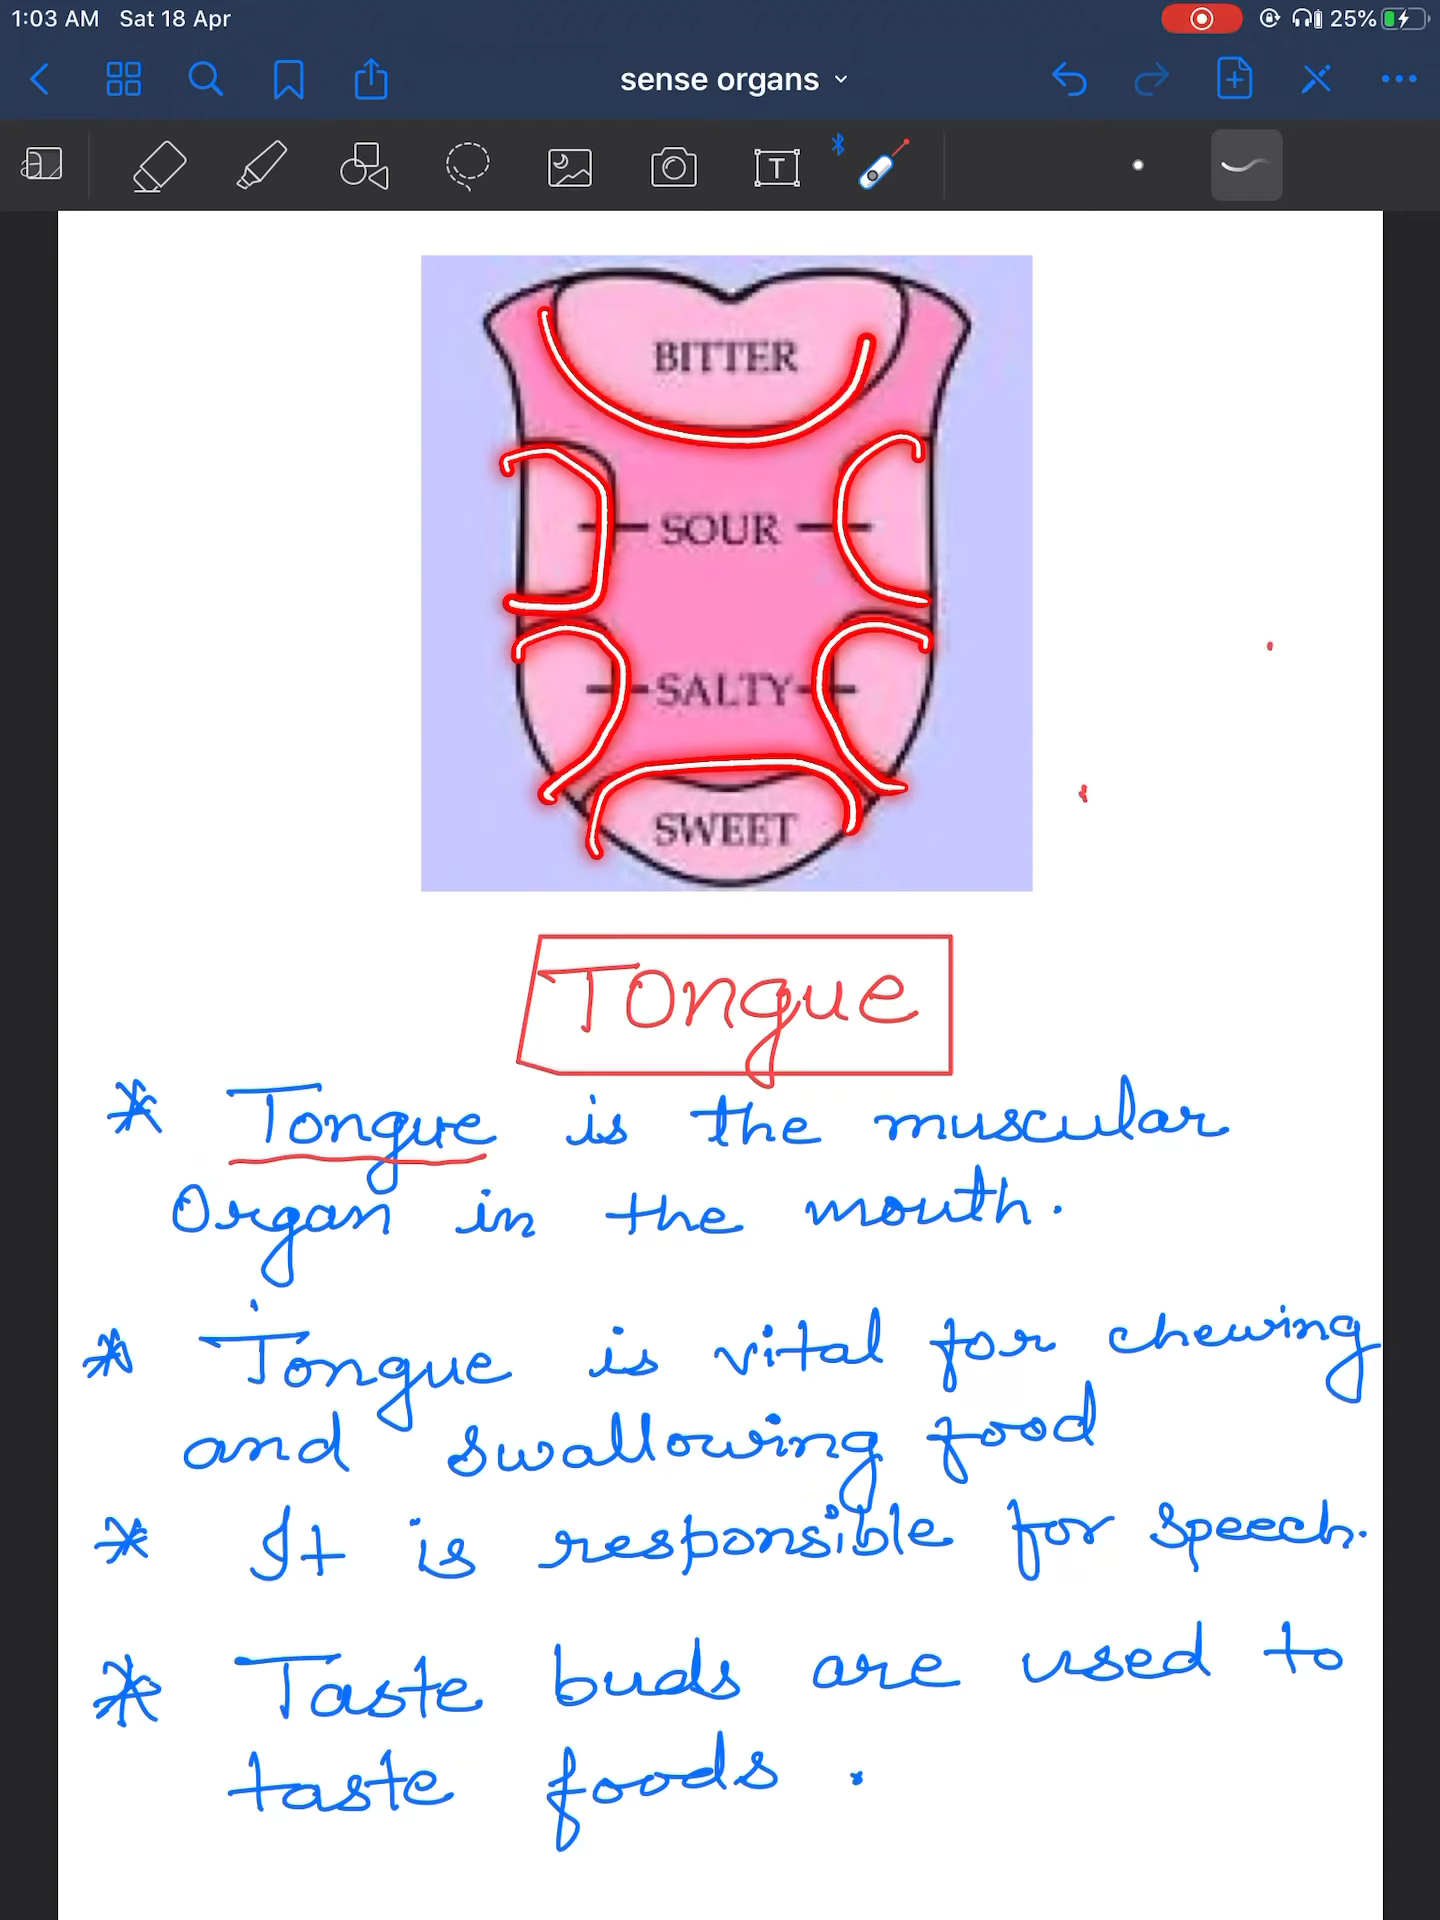 1:03 AM Sat 18 Apr 25%
sense organs
T
BITTER
SOUR
SALTY
SWEET
Tongue
* Tongue is the muscular
Organ in the mouth.
* Tongue is vital for chewing
and swallowing food
* It is responsible for speech.
* Taste buds are used to
taste foods.